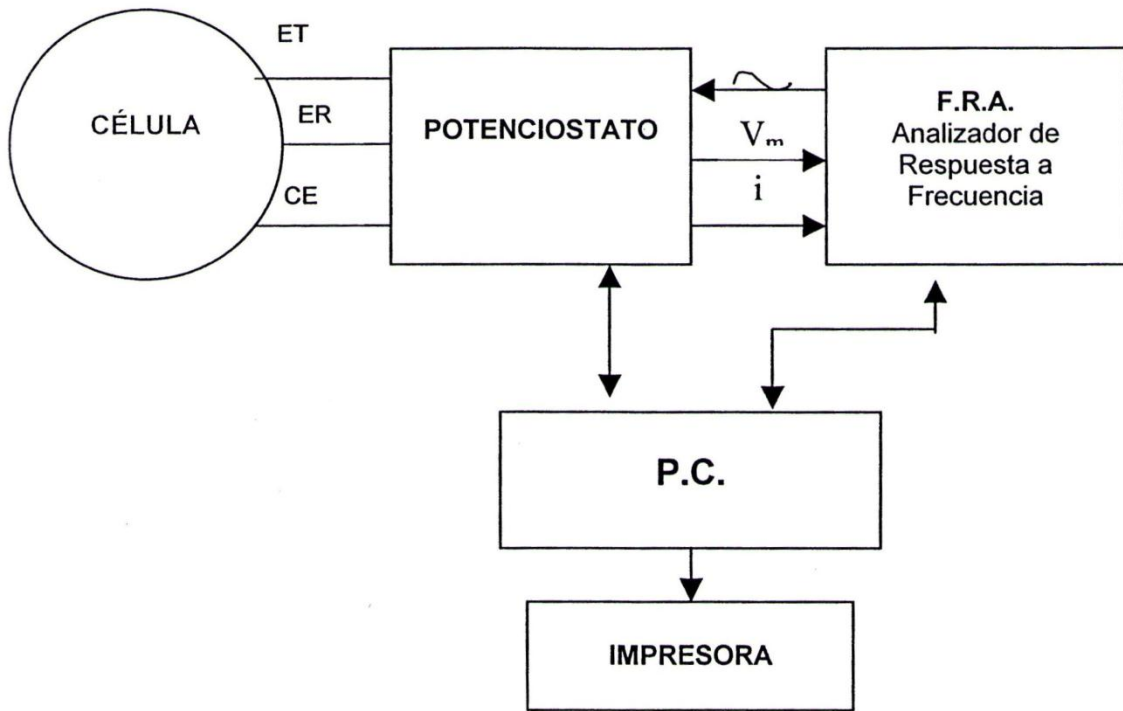 ET
CÉLULA
ER
CE
POTENCIOSTATO
Vm
i
F.R.A.
Analizador de
Respuesta a
Frecuencia
P.C.
IMPRESORA